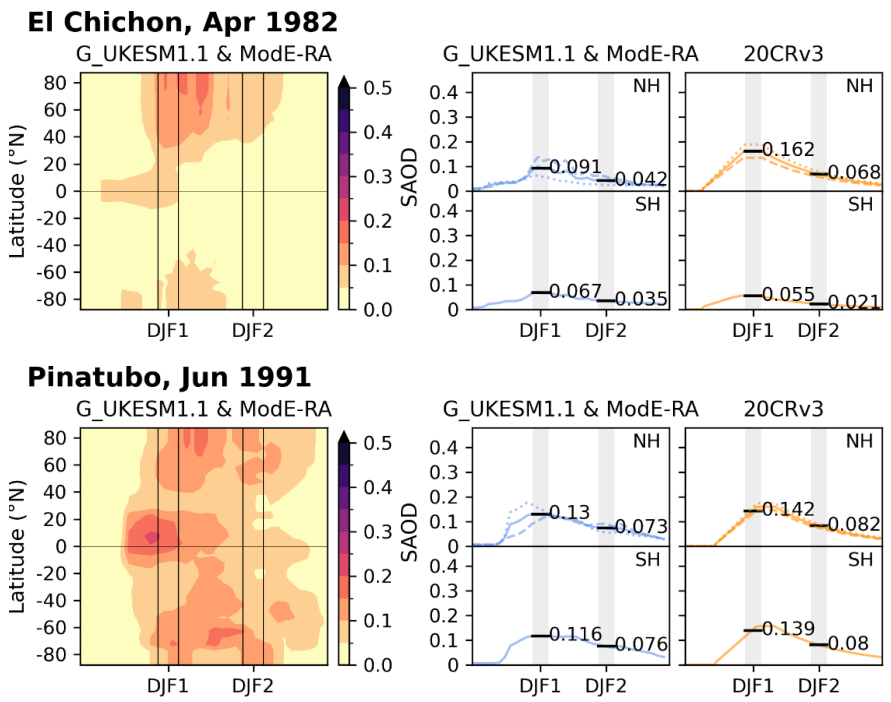 El Chichon, Apr 1982
G_UKESM1.1 & ModE-RA
G_UKESM1.1 & ModE-RA
20CRv3
80
60
40
20
0
-20
-40
-60
-80
Latitude (°N)
DJF1
DJF2
0.5
0.4
0.3
0.2
0.1
0.0
SAOD
0.4
0.3
0.2
0.1
0
NH
0.091
0.042
NH
0.162
0.068
0.4
0.3
0.2
0.1
0
SH
0.067
0.035
SH
0.055
0.021
DJF1
DJF2
DJF1
DJF2
Pinatubo, Jun 1991
G_UKESM1.1 & ModE-RA
G_UKESM1.1 & ModE-RA
20CRv3
80
60
40
20
0
-20
-40
-60
-80
Latitude (°N)
DJF1
DJF2
0.5
0.4
0.3
0.2
0.1
0.0
SAOD
0.4
0.3
0.2
0.1
0
NH
0.13
0.073
NH
0.142
0.082
0.4
0.3
0.2
0.1
0
SH
0.116
0.076
SH
0.139
0.08
DJF1
DJF2
DJF1
DJF2